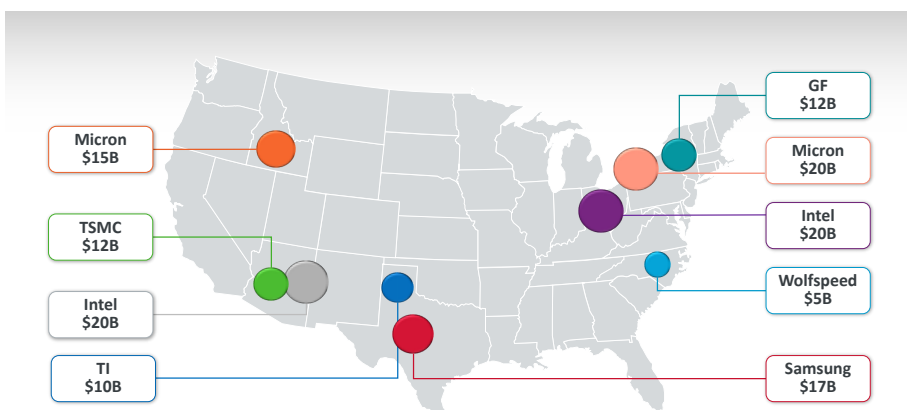 Micron
$15B
TSMC
$12B
Intel
$20B
TI
$10B
GF
$12B
Micron
$20B
Intel
$20B
Wolfspeed
$5B
Samsung
$17B